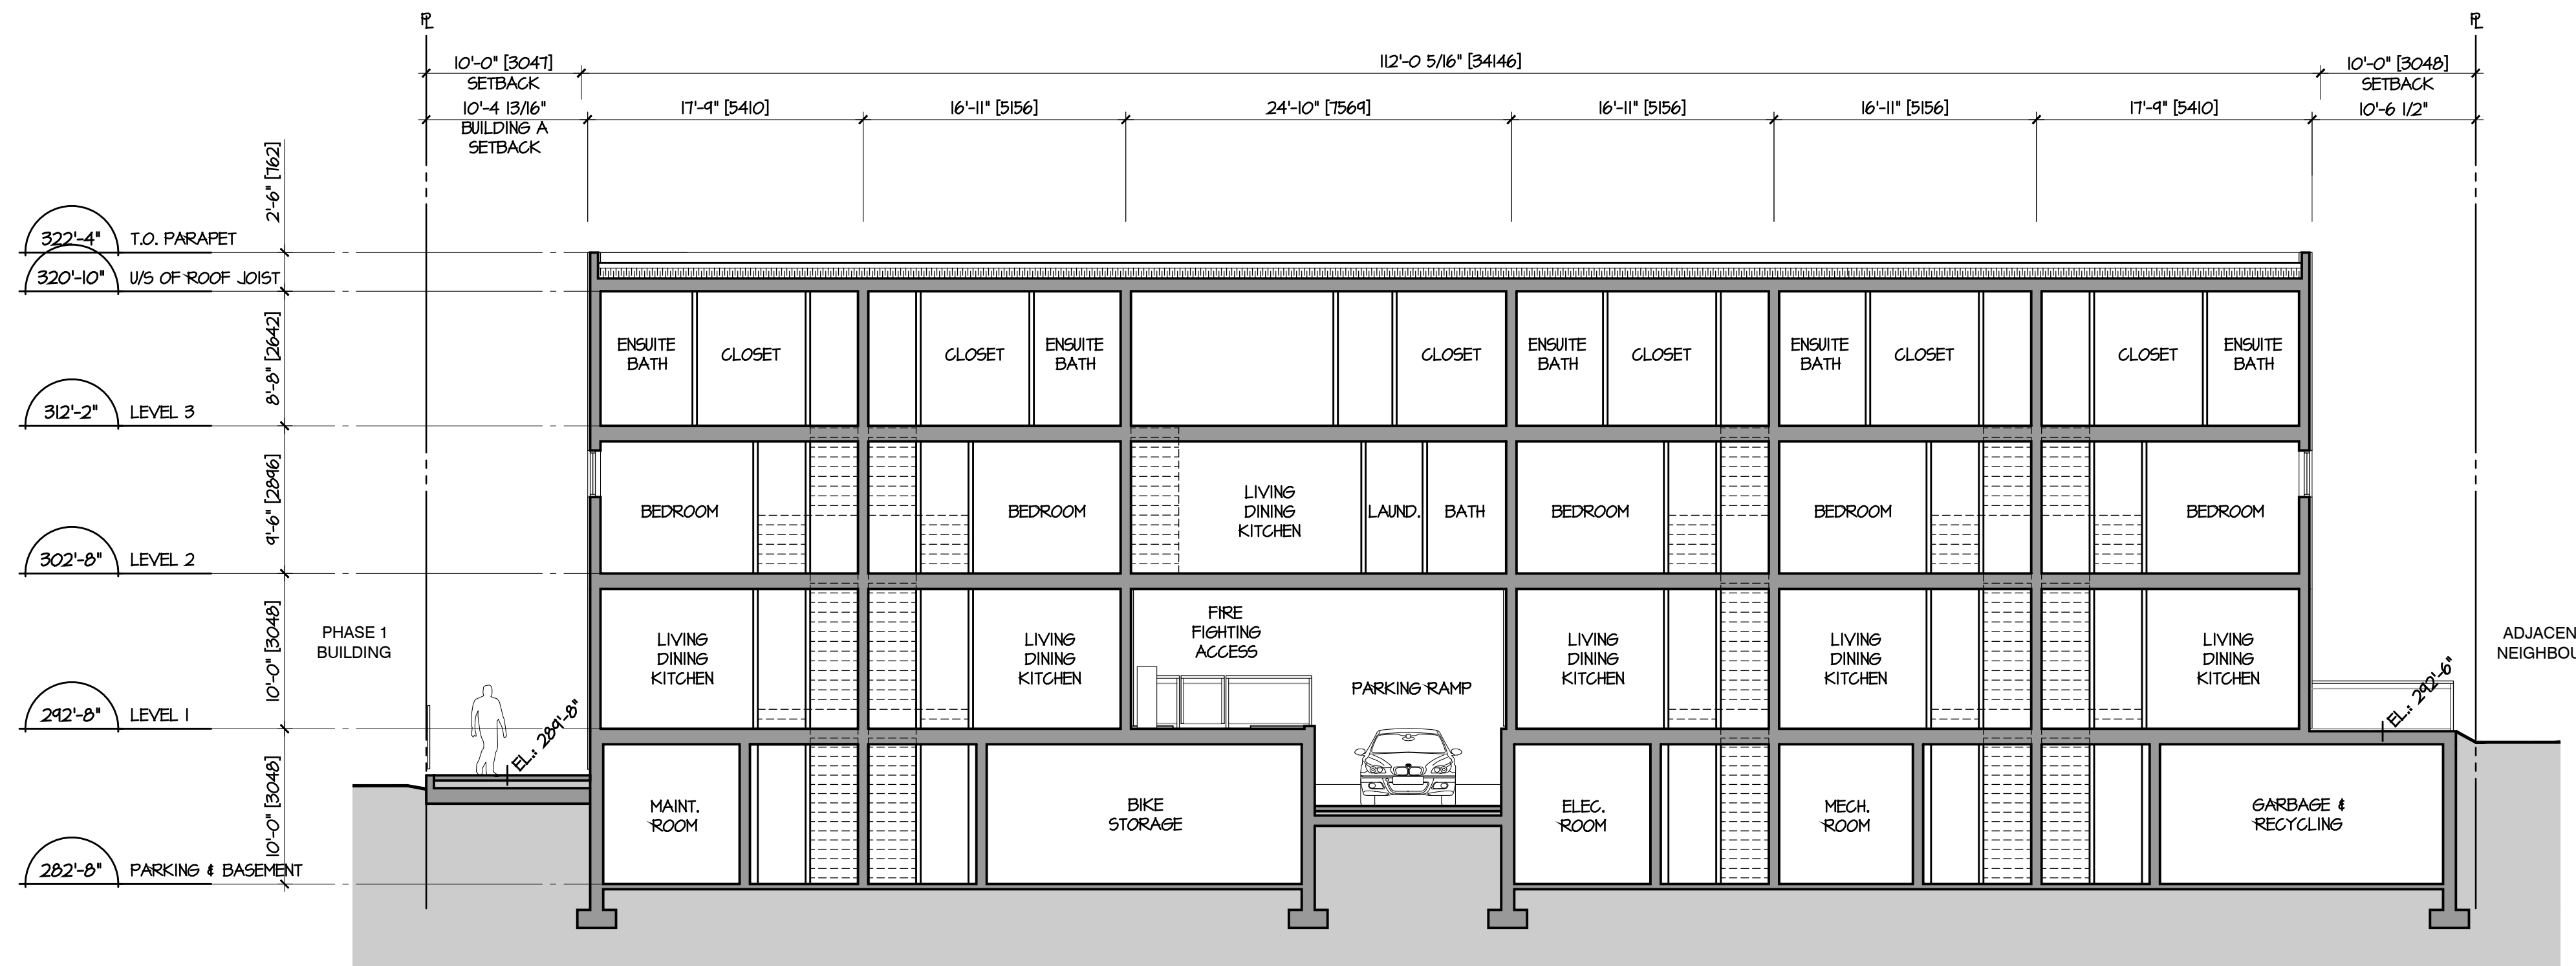 PL
PL
10'-0" [3047]
SETBACK
112'-0 5/16" [34146]
10'-0" [3048]
SETBACK
10'-4 13/16"
BUILDING A
SETBACK
17'-9" [5410]
16'-11" [5156]
24'-10" [7569]
16'-11" [5156]
16'-11" [5156]
17'-9" [5410]
10'-6 1/2"
2'-6" [762]
322'-4" T.O. PARAPET
320'-10" U/S OF ROOF JOIST
8'-8" [2642]
312'-2" LEVEL 3
9'-6" [2896]
302'-8" LEVEL 2
10'-0" [3048]
292'-8" LEVEL 1
10'-0" [3048]
282'-8" PARKING & BASEMENT
ENSUITE
BATH
CLOSET
CLOSET
ENSUITE
BATH
CLOSET
ENSUITE
BATH
CLOSET
ENSUITE
BATH
CLOSET
CLOSET
ENSUITE
BATH
BEDROOM
BEDROOM
LIVING
DINING
KITCHEN
LAUND.
BATH
BEDROOM
BEDROOM
BEDROOM
PHASE 1
BUILDING
LIVING
DINING
KITCHEN
LIVING
DINING
KITCHEN
FIRE
FIGHTING
ACCESS
PARKING RAMP
LIVING
DINING
KITCHEN
LIVING
DINING
KITCHEN
LIVING
DINING
KITCHEN
ADJACEN
NEIGHBOU
EL.: 289'-8"
EL.: 292'-6"
MAINT.
ROOM
BIKE
STORAGE
ELEC.
ROOM
MECH.
ROOM
GARBAGE &
RECYCLING